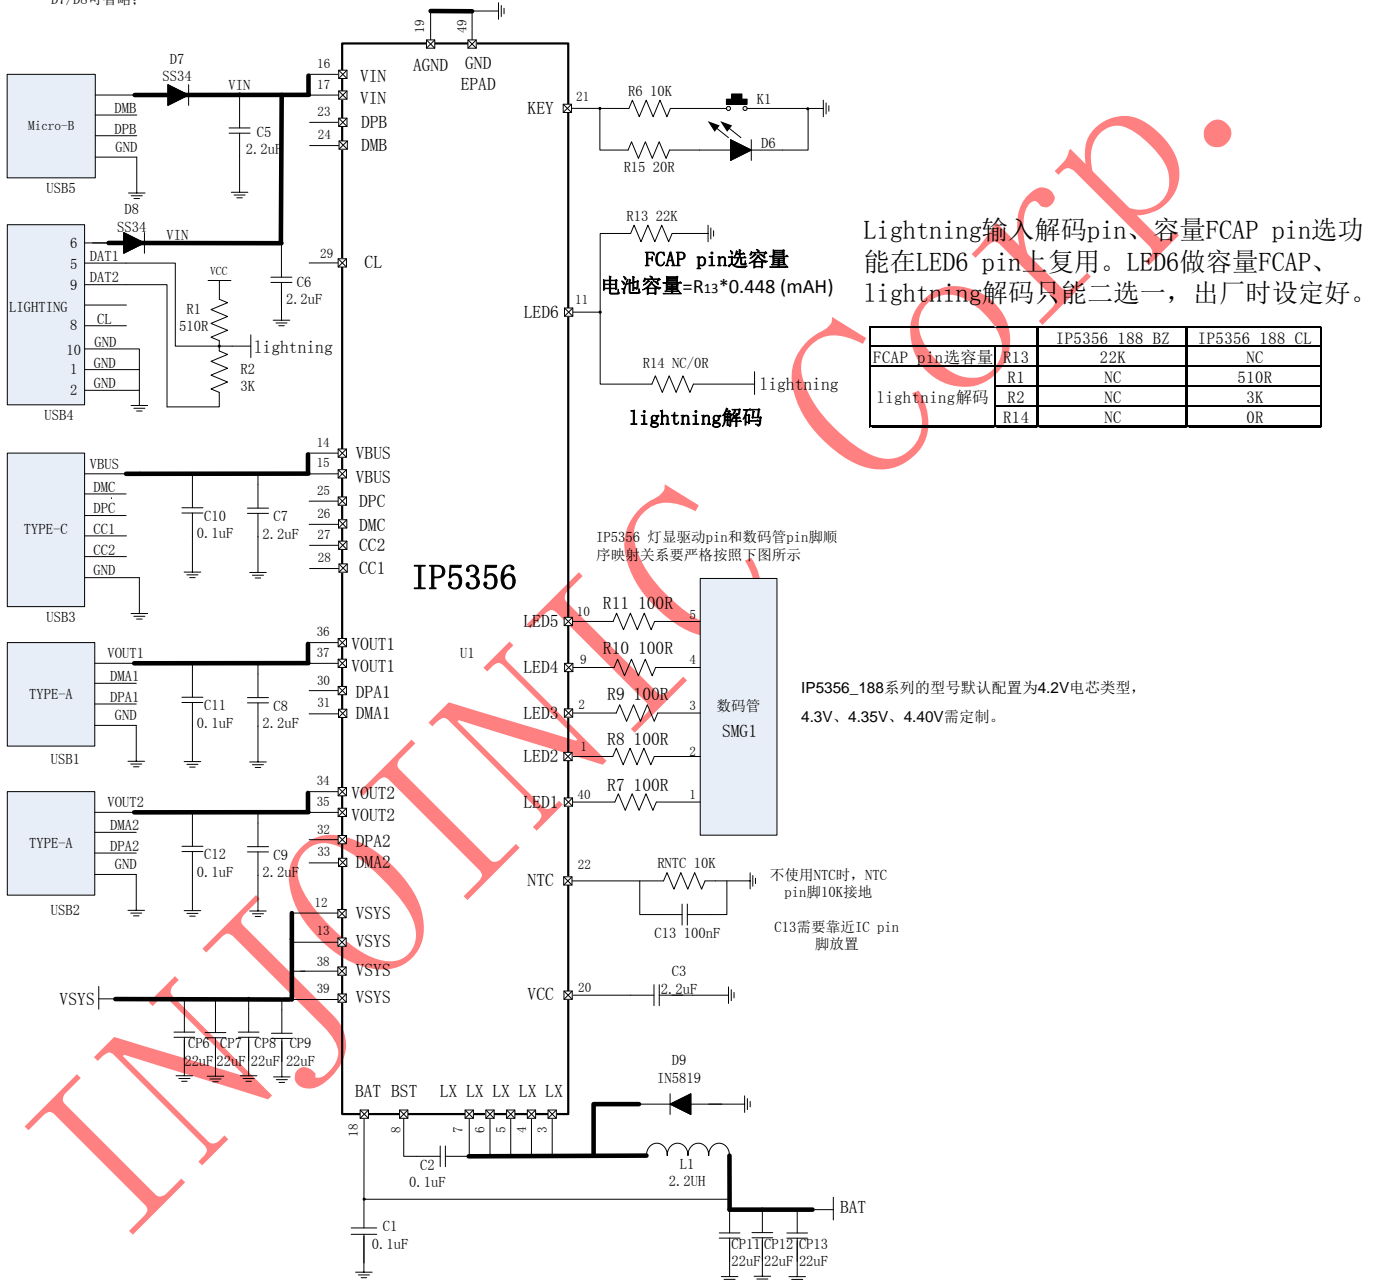 D7/D8可省略;
19
49
AGND
GND
EPAD
D7
SS34
VIN
16
VIN
17
VIN
23
DPB
24
DMB
Micro-B
DMB
DPB
GND
USB5
C5
2.2uF
D8
SS34
VIN
6
5
DAT1
9
DAT2
LIGHTING
8
CL
10
GND
1
GND
2
GND
USB4
VCC
R1
510R
R2
3K
lightning
C6
2.2uF
29
CL
21
KEY
R6 10K
K1
R15 20R
D6
R13 22K
FCAP pin选容量
电池容量=R13*0.448 (mAH)
11
LED6
R14 NC/0R
lightning
lightning解码
Lightning输入解码pin、容量FCAP pin选功
能在LED6 pin上复用。LED6做容量FCAP、
lightning解码只能二选一，出厂时设定好。
IP5356 188 BZ
IP5356 188 CL
FCAP pin选容量
R13
22K
NC
lightning解码
R1
NC
510R
R2
NC
3K
R14
NC
0R
VBUS
DMC
DPC
CC1
CC2
GND
TYPE-C
USB3
C10
0.1uF
C7
2.2uF
14
VBUS
15
VBUS
25
DPC
26
DMC
27
CC2
28
CC1
IP5356
U1
IP5356 灯显驱动pin和数码管pin脚顺
序映射关系要严格按照下图所示
LED5
10
R11 100R
5
LED4
9
R10 100R
4
LED3
2
R9 100R
3
LED2
1
R8 100R
2
LED1
40
R7 100R
1
数码管
SMG1
IP5356_188系列的型号默认配置为4.2V电芯类型，
4.3V、4.35V、4.40V需定制。
VOUT1
DMA1
DPA1
GND
TYPE-A
USB1
C11
0.1uF
C8
2.2uF
36
VOUT1
37
VOUT1
30
DPA1
31
DMA1
VOUT2
DMA2
DPA2
GND
TYPE-A
USB2
C12
0.1uF
C9
2.2uF
34
VOUT2
35
VOUT2
32
DPA2
33
DMA2
12
VSYS
13
VSYS
38
VSYS
39
VSYS
VSYS
CP6
22uF
CP7
22uF
CP8
22uF
CP9
22uF
NTC
22
RNTC 10K
C13 100nF
不使用NTC时，NTC
pin脚10K接地
C13需要靠近IC pin
脚放置
VCC
20
C3
2.2uF
BAT
BST
LX LX LX LX LX
18
8
7
6
5
4
3
C2
0.1uF
D9
IN5819
L1
2.2UH
BAT
C1
0.1uF
CP11
22uF
CP12
22uF
CP13
22uF
INJOINIC Corp.